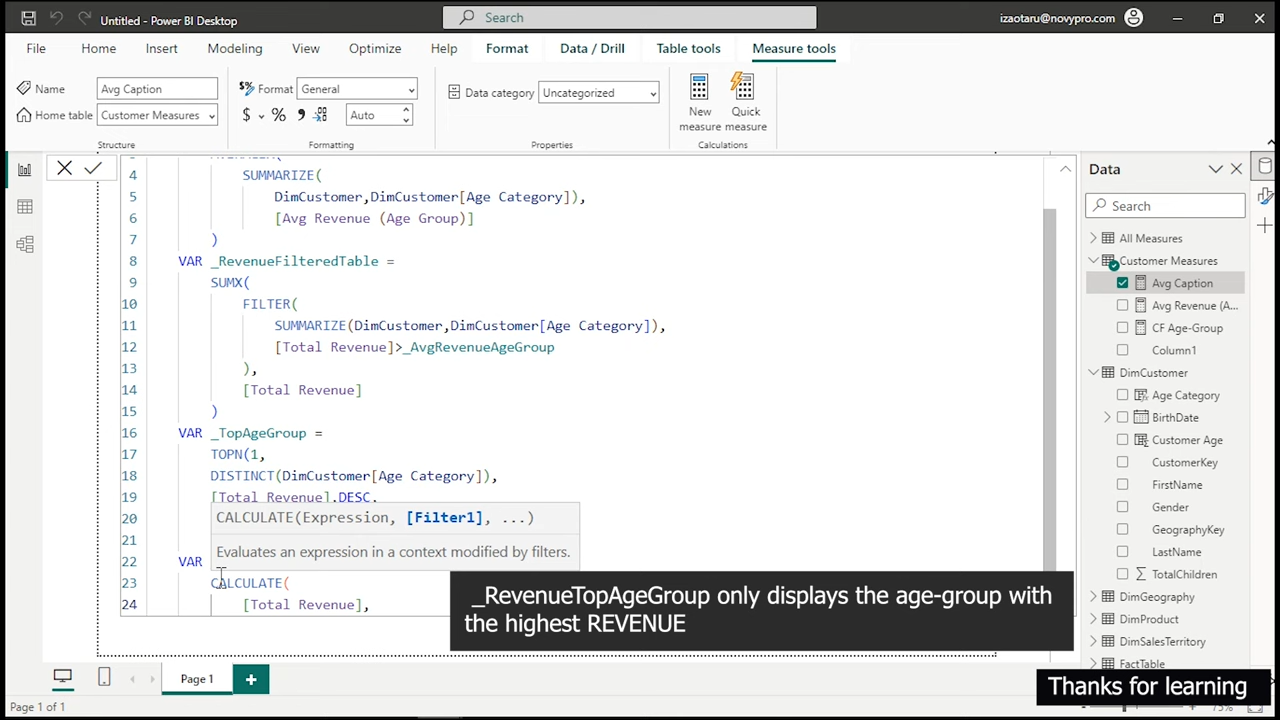 Untitled - Power BI Desktop
Search
izaotaru@novypro.com
File Home Insert Modeling View Optimize Help Format Data / Drill Table tools Measure tools
Name Avg Caption
Format General
Data category Uncategorized
Home table Customer Measures
$ % Auto
New measure
Quick measure
Structure Formatting Properties Calculations
4 SUMMARIZE(
5 DimCustomer,DimCustomer[Age Category]),
6 [Avg Revenue (Age Group)]
7 )
8 VAR _RevenueFilteredTable =
9 SUMX(
10 FILTER(
11 SUMMARIZE(DimCustomer,DimCustomer[Age Category]),
12 [Total Revenue]>_AvgRevenueAgeGroup
13 ),
14 [Total Revenue]
15 )
16 VAR _TopAgeGroup =
17 TOPN(1,
18 DISTINCT(DimCustomer[Age Category]),
19 [Total Revenue],DESC,
20
21
22 VAR
23 CALCULATE(
24 [Total Revenue],
CALCULATE(Expression, [Filter1], ...)
Evaluates an expression in a context modified by filters.
_RevenueTopAgeGroup only displays the age-group with
the highest REVENUE
Data
Search
All Measures
Customer Measures
Avg Caption
Avg Revenue (A...
CF Age-Group
Column1
DimCustomer
Age Category
BirthDate
Customer Age
CustomerKey
FirstName
Gender
GeographyKey
LastName
TotalChildren
DimGeography
DimProduct
DimSalesTerritory
FactTable
Page 1
Thanks for learning
Page 1 of 1